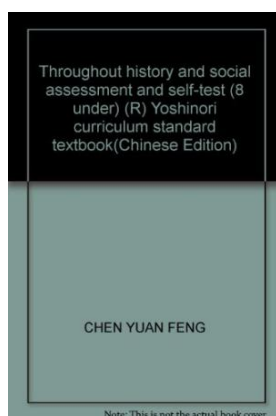 Throughout history and social
assessment and self-test (8
under) (R) Yoshinori
curriculum standard
textbook(Chinese Edition)
CHEN YUAN FENG
Note: This is not the actual book cover